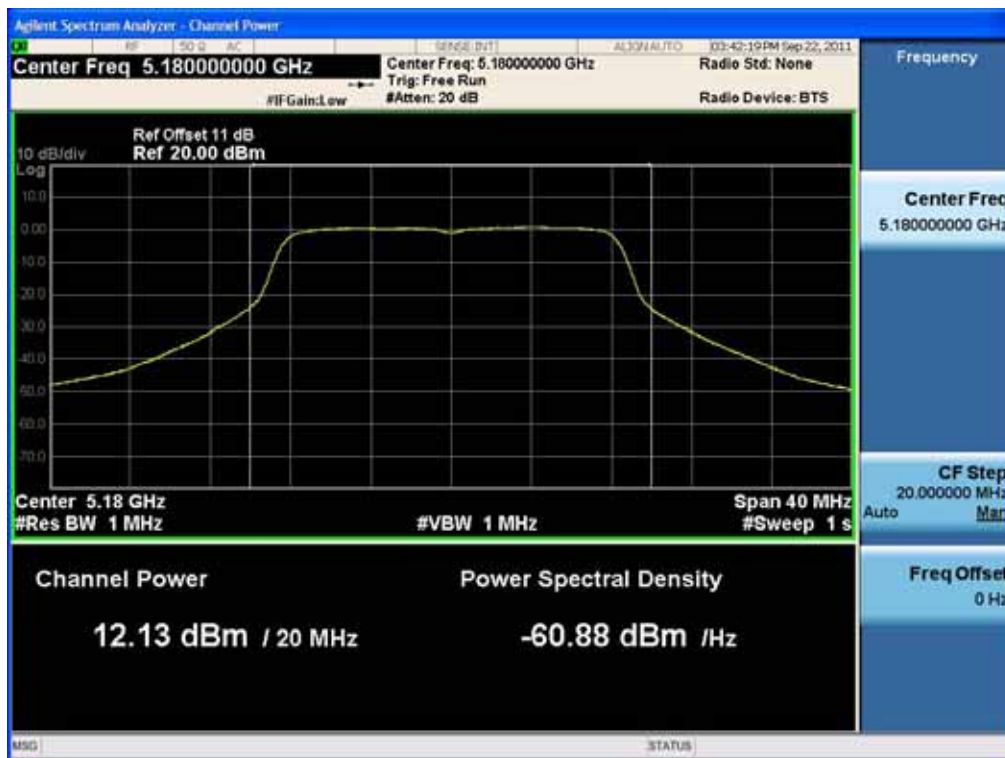 Agilent Spectrum Analyzer - Channel Power
RF 50 Ω AC SENSE:INT ALIGNAUTO 03:42:19 PM Sep 22, 2011
Center Freq 5.180000000 GHz
Center Freq: 5.180000000 GHz
Radio Std: None
Trig: Free Run
#IFGain:Low
#Atten: 20 dB
Radio Device: BTS
Ref Offset 11 dB
10 dB/div
Ref 20.00 dBm
Log
10.0
0.00
-10.0
-20.0
-30.0
-40.0
-50.0
-60.0
-70.0
Center 5.18 GHz
Span 40 MHz
#Res BW 1 MHz
#VBW 1 MHz
#Sweep 1 s
Channel Power
Power Spectral Density
12.13 dBm / 20 MHz
-60.88 dBm /Hz
MSG
STATUS
Frequency
Center Freq
5.180000000 GHz
CF Step
20.000000 MHz
Auto Man
Freq Offset
0 Hz